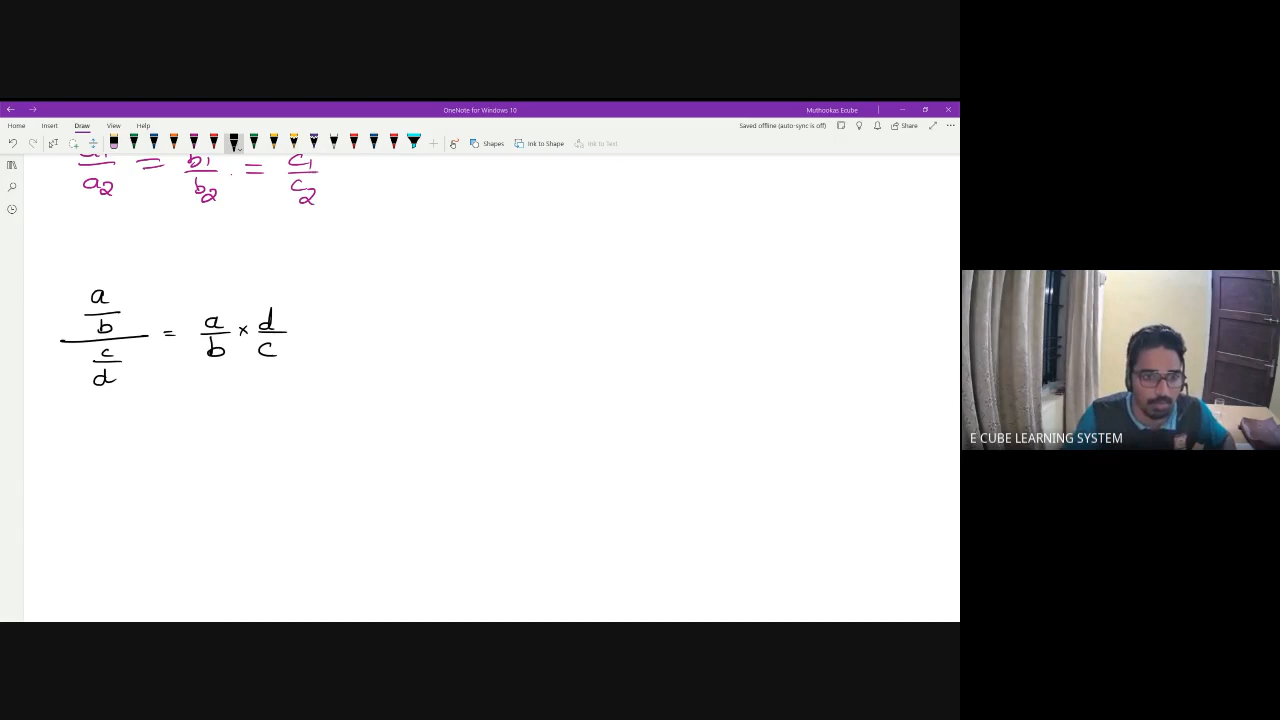 OneNote for Windows 10
Muthookas Ecube
Home Insert Draw View Help
Saved offline (auto-sync is off)
Share
Shapes
Ink to Shape
Ink to Text
a1/a2 = b1/b2 = c1/c2
(a/b)/(c/d) = a/b × d/c
E CUBE LEARNING SYSTEM